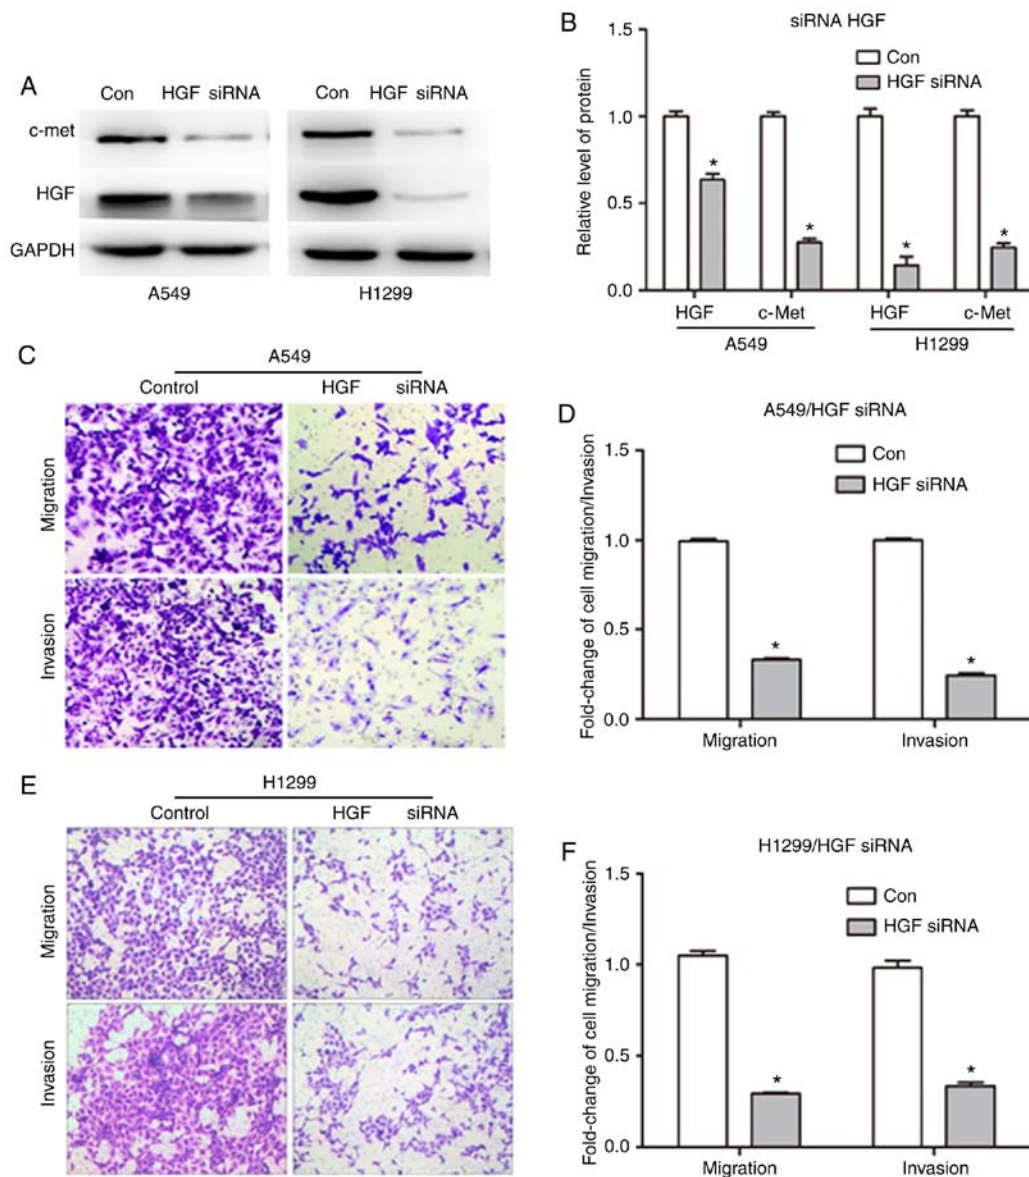 A
Con HGF siRNA Con HGF siRNA
c-met
HGF
GAPDH
A549 H1299
B
siRNA HGF
Con
HGF siRNA
Relative level of protein
1.5
1.0
0.5
0.0
* * * *
HGF c-Met HGF c-Met
A549 H1299
C
A549
Control HGF siRNA
Migration
Invasion
D
A549/HGF siRNA
Con
HGF siRNA
Fold-change of cell migration/Invasion
1.5
1.0
0.5
0.0
* *
Migration Invasion
E
H1299
Control HGF siRNA
Migration
Invasion
F
H1299/HGF siRNA
Con
HGF siRNA
Fold-change of cell migration/Invasion
1.5
1.0
0.5
0.0
* *
Migration Invasion